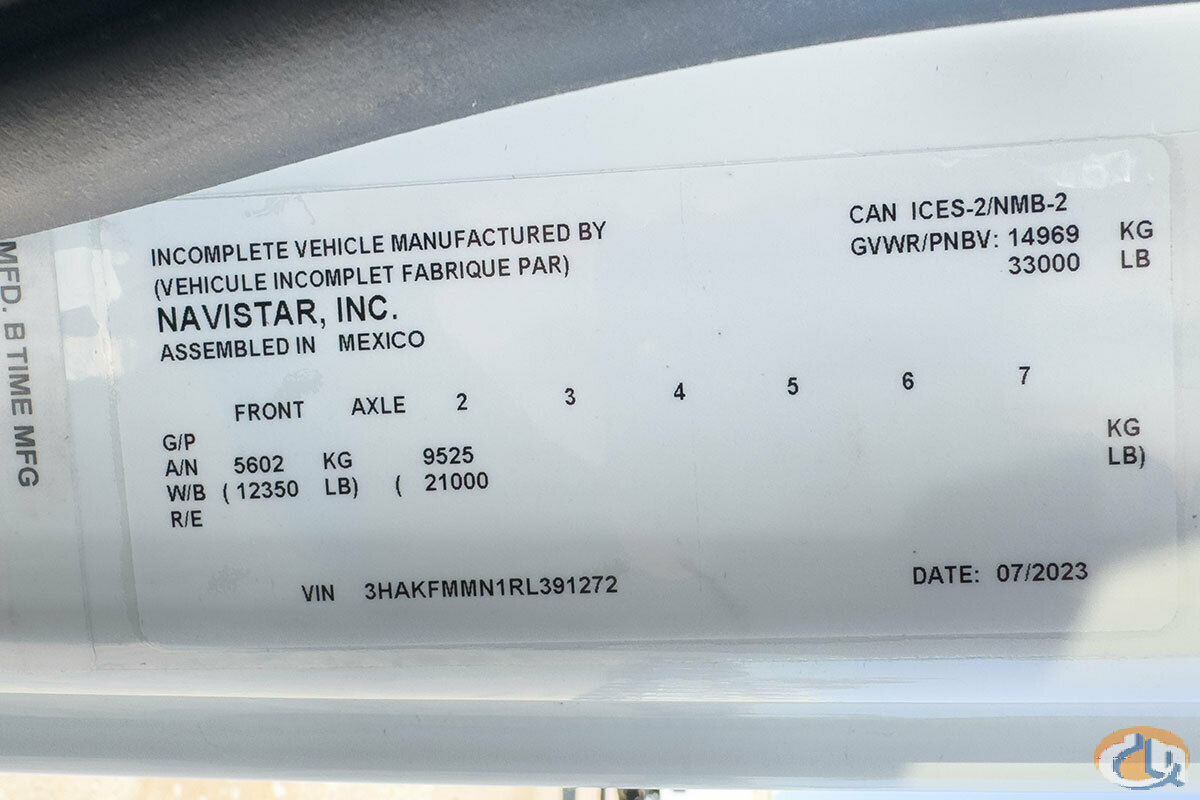 INCOMPLETE VEHICLE MANUFACTURED BY
(VEHICULE INCOMPLET FABRIQUE PAR)
NAVISTAR, INC.
ASSEMBLED IN MEXICO
CAN ICES-2/NMB-2
GVWR/PNBV: 14969 KG
33000 LB
FRONT AXLE 2 3 4 5 6 7
G/P
A/N 5602 KG 9525 KG
W/B (12350 LB) ( 21000 LB)
R/E
VIN 3HAKFMMN1RL391272
DATE: 07/2023
MFD. B TIME MFG